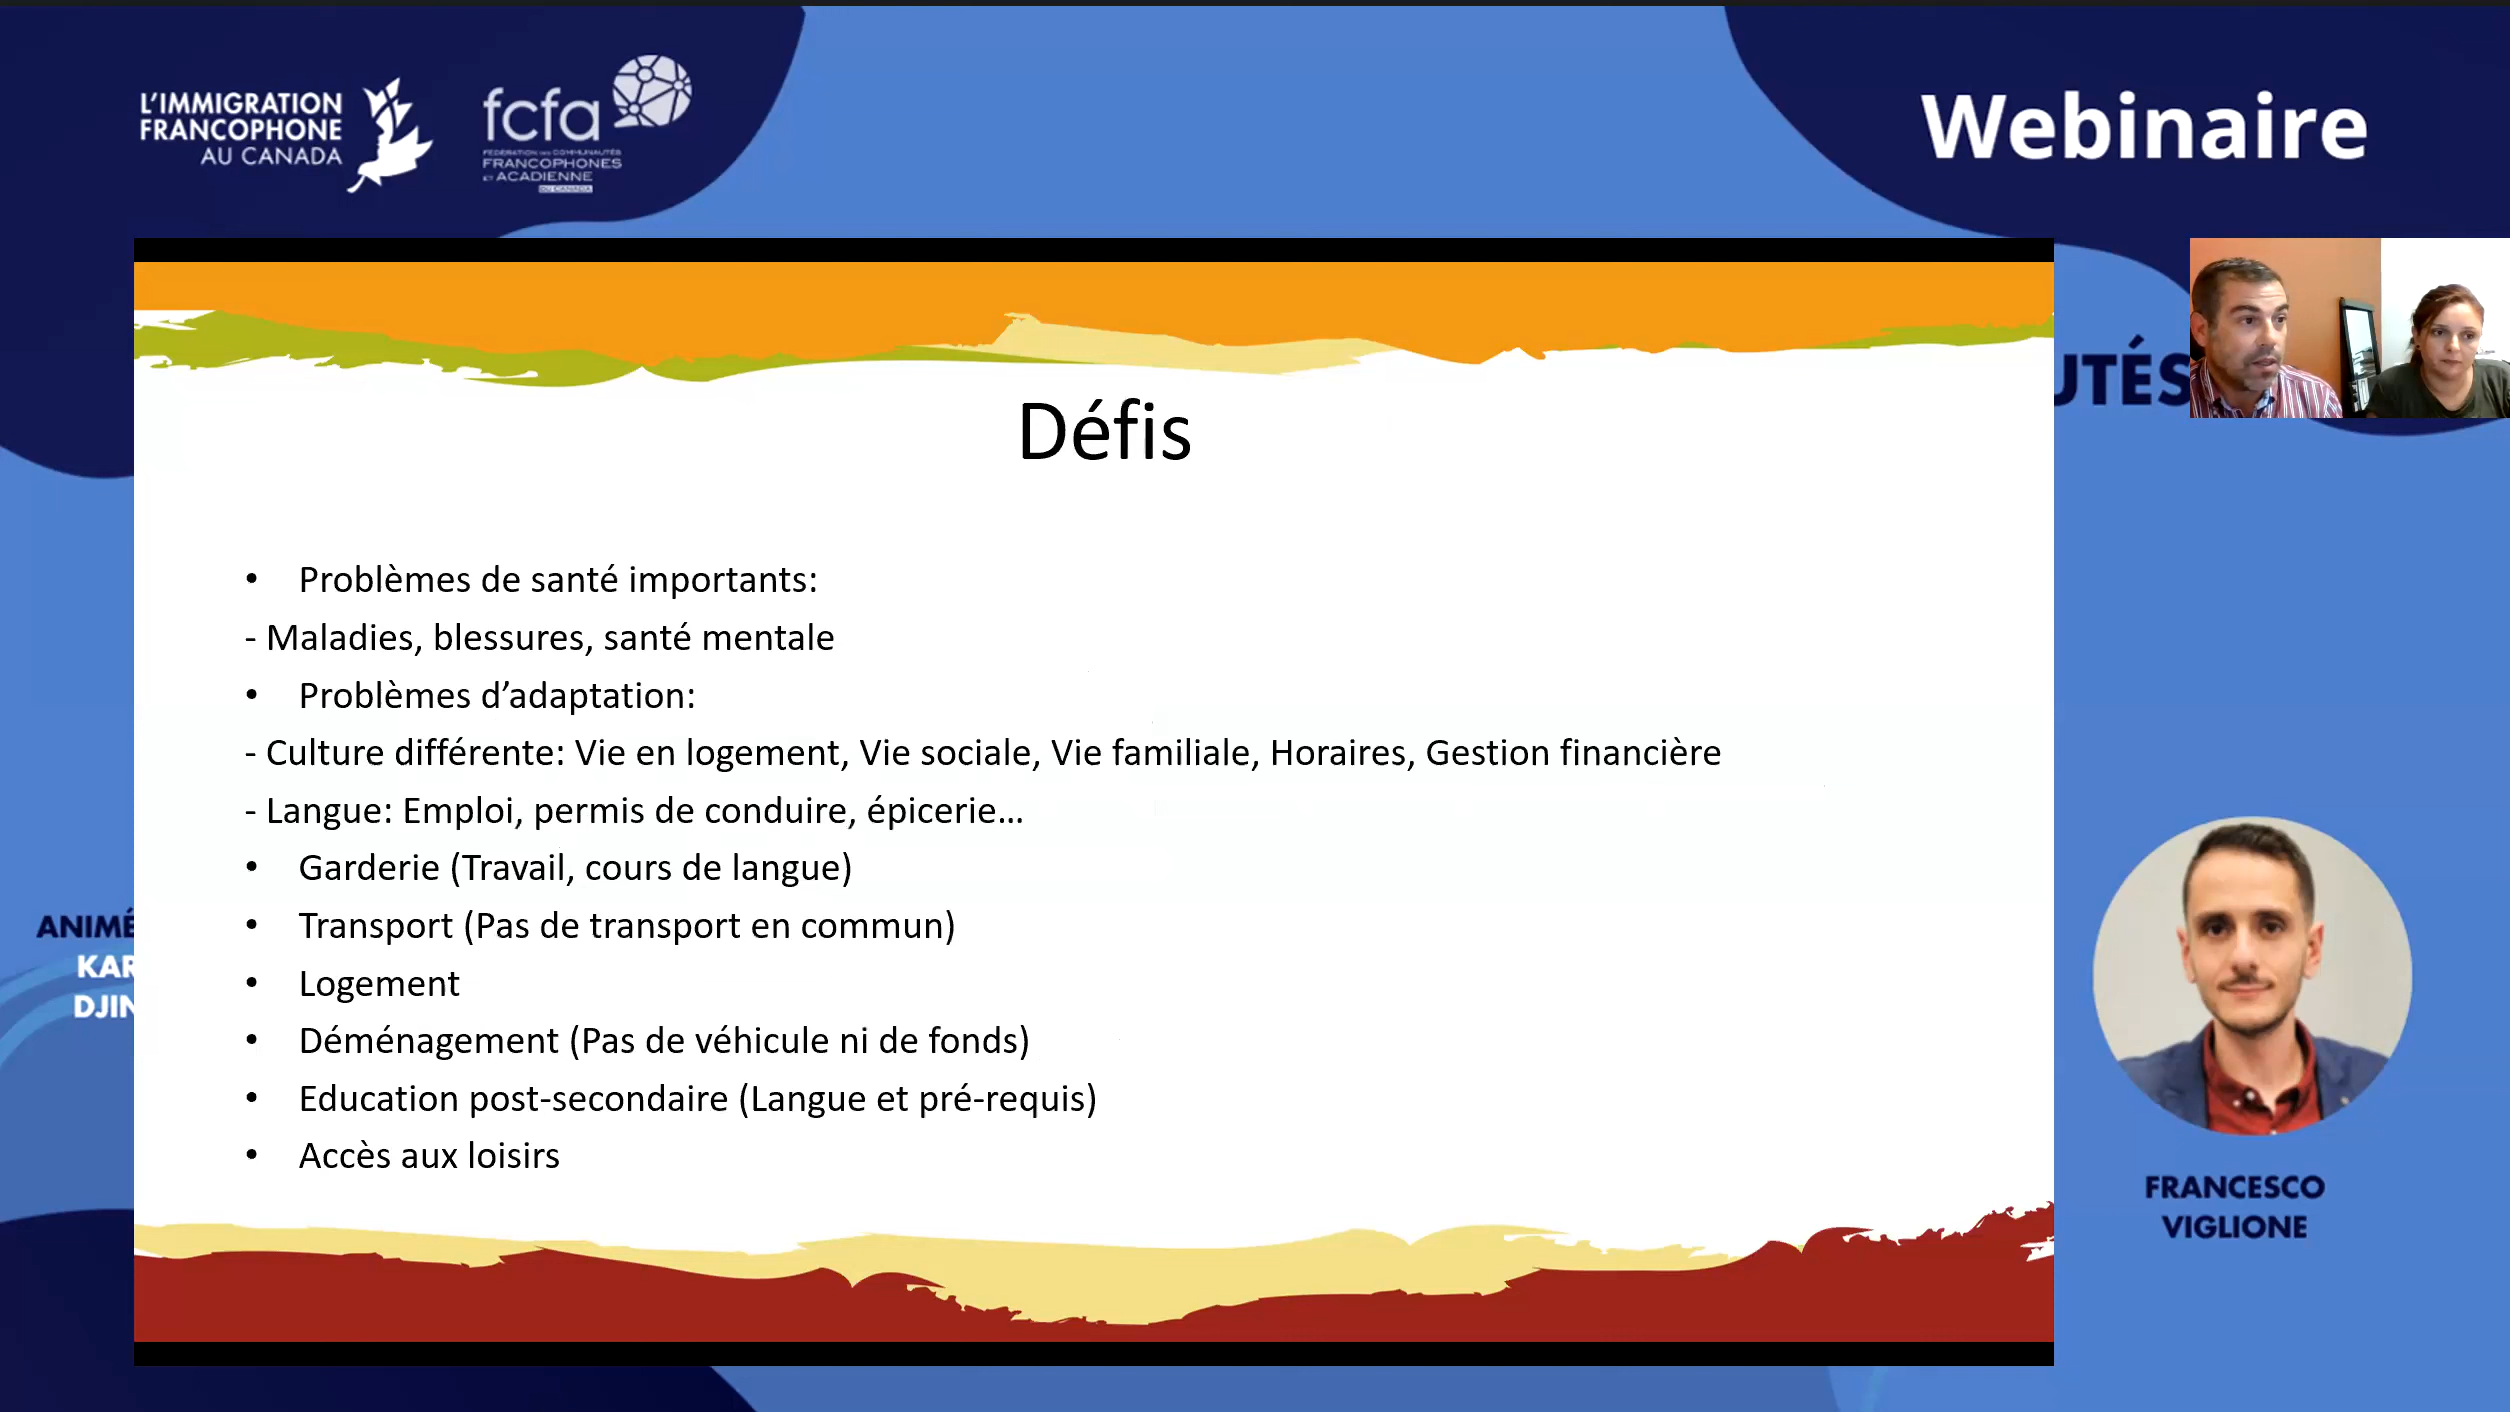 L'IMMIGRATION
FRANCOPHONE
AU CANADA
fcfa
FÉDÉRATION DES COMMUNAUTÉS
FRANCOPHONES
ET ACADIENNE
DU CANADA
Webinaire
UTÉS
Défis
• Problèmes de santé importants:
- Maladies, blessures, santé mentale
• Problèmes d’adaptation:
- Culture différente: Vie en logement, Vie sociale, Vie familiale, Horaires, Gestion financière
- Langue: Emploi, permis de conduire, épicerie…
• Garderie (Travail, cours de langue)
• Transport (Pas de transport en commun)
• Logement
• Déménagement (Pas de véhicule ni de fonds)
• Education post-secondaire (Langue et pré-requis)
• Accès aux loisirs
ANIMÉ
KAR
DJIN
FRANCESCO
VIGLIONE